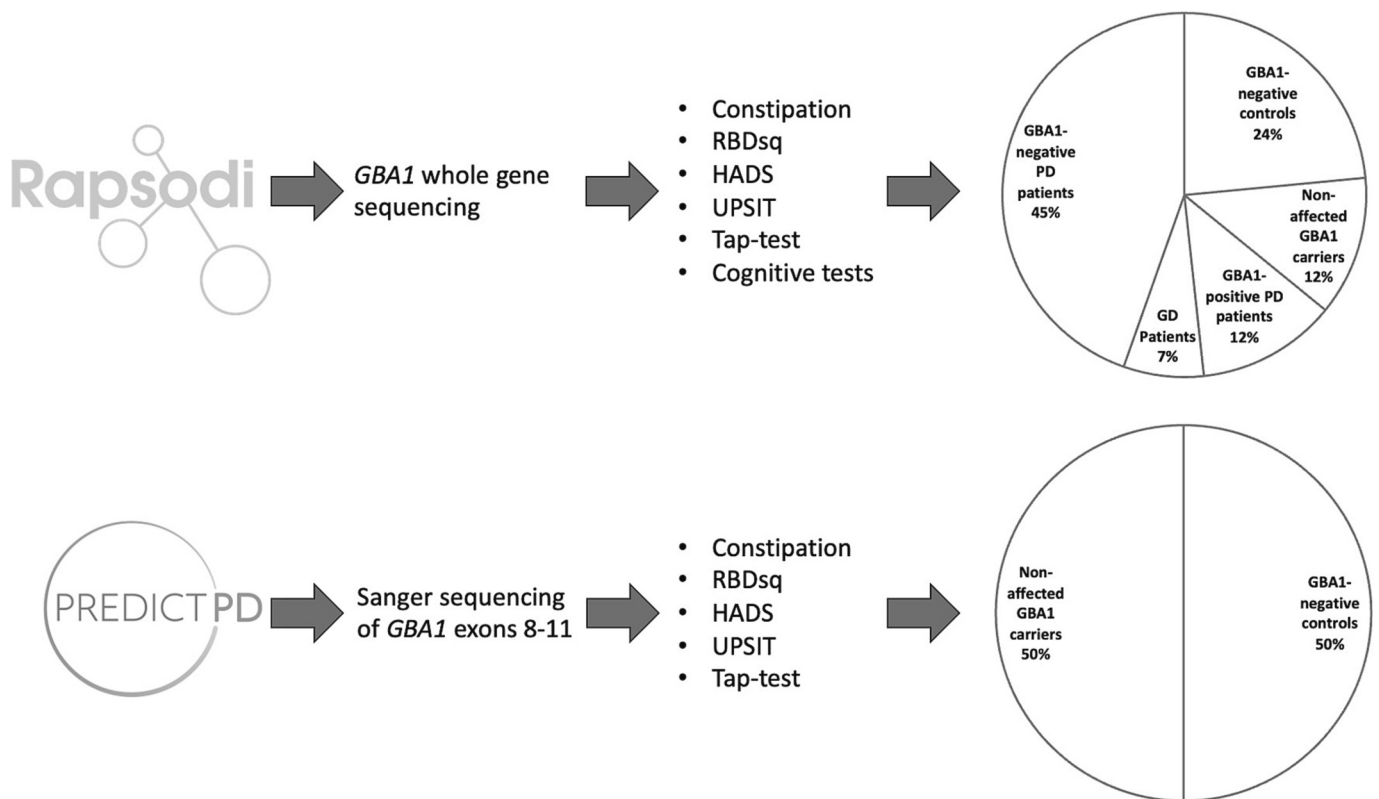 Rapsodi
GBA1 whole gene
sequencing
• Constipation
• RBDsq
• HADS
• UPSIT
• Tap-test
• Cognitive tests
GBA1-
negative
PD
patients
45%
GBA1-
negative
controls
24%
Non-
affected
GBA1
carriers
12%
GBA1-
positive PD
patients
12%
GD
Patients
7%
PREDICTPD
Sanger sequencing
of GBA1 exons 8-11
• Constipation
• RBDsq
• HADS
• UPSIT
• Tap-test
Non-
affected
GBA1
carriers
50%
GBA1-
negative
controls
50%